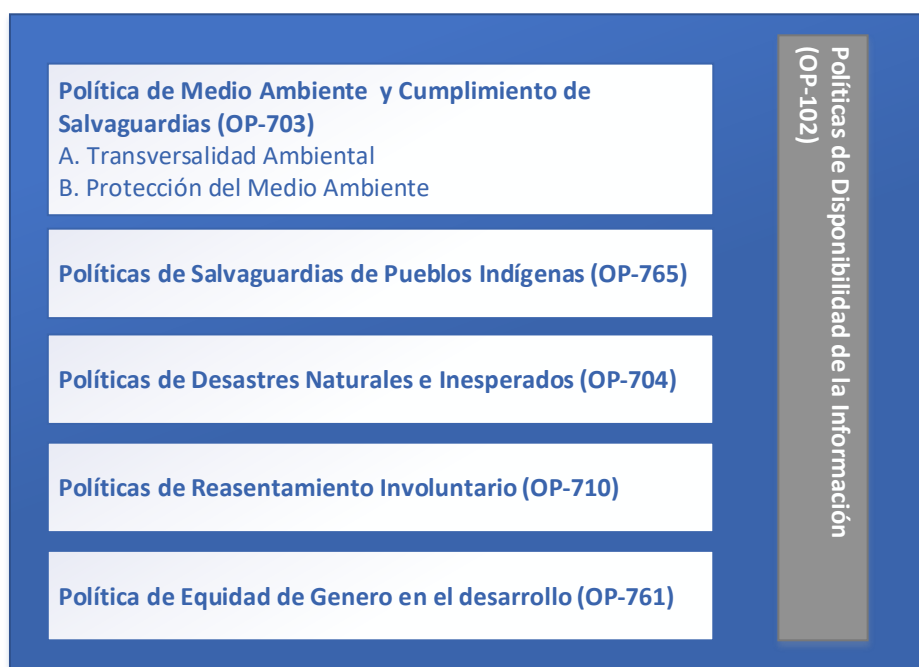 Política de Medio Ambiente y Cumplimiento de
Salvaguardias (OP-703)
A. Transversalidad Ambiental
B. Protección del Medio Ambiente
Políticas de Salvaguardias de Pueblos Indígenas (OP-765)
Políticas de Desastres Naturales e Inesperados (OP-704)
Políticas de Reasentamiento Involuntario (OP-710)
Política de Equidad de Genero en el desarrollo (OP-761)
Políticas de Disponibilidad de la Información
(OP-102)